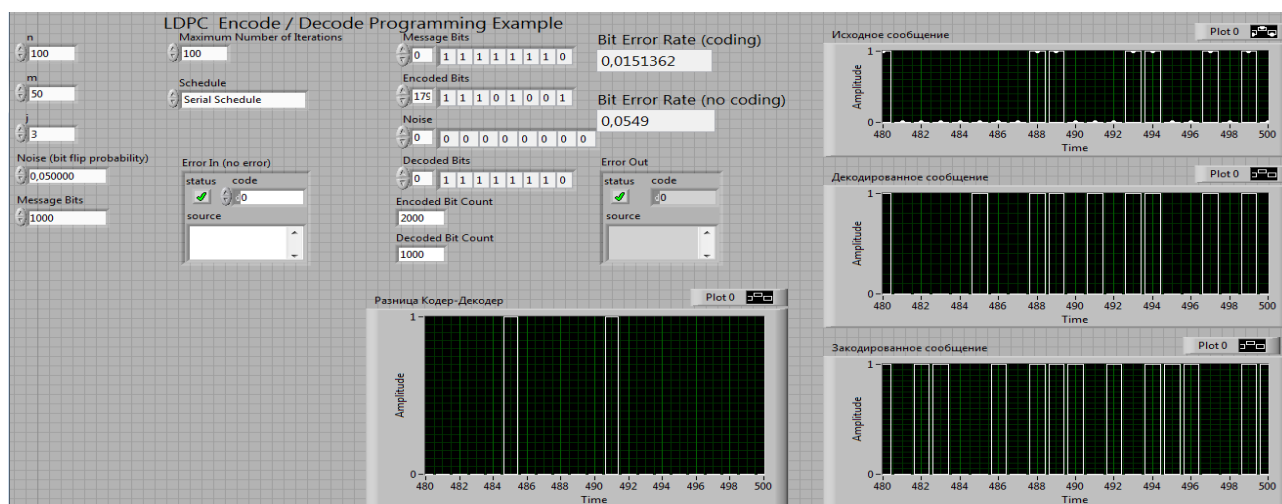 LDPC Encode / Decode Programming Example
n
100
m
50
j
3
Noise (bit flip probability)
0,050000
Message Bits
1000
Maximum Number of Iterations
100
Schedule
Serial Schedule
Error In (no error)
status code
0
source
Message Bits
0 1 1 1 1 1 1 1 0
Encoded Bits
179 1 1 1 0 1 0 0 1
Noise
0 0 0 0 0 0 0 0 0
Decoded Bits
0 1 1 1 1 1 1 1 0
Encoded Bit Count
2000
Decoded Bit Count
1000
Bit Error Rate (coding)
0,0151362
Bit Error Rate (no coding)
0,0549
Error Out
status code
0
source
Разница Кодер-Декодер
Plot 0
1
Amplitude
0
480 482 484 486 488 490 492 494 496 498 500
Time
Исходное сообщение
Plot 0
1
Amplitude
0
480 482 484 486 488 490 492 494 496 498 500
Time
Декодированное сообщение
Plot 0
1
Amplitude
0
480 482 484 486 488 490 492 494 496 498 500
Time
Закодированное сообщение
Plot 0
1
Amplitude
0
480 482 484 486 488 490 492 494 496 498 500
Time